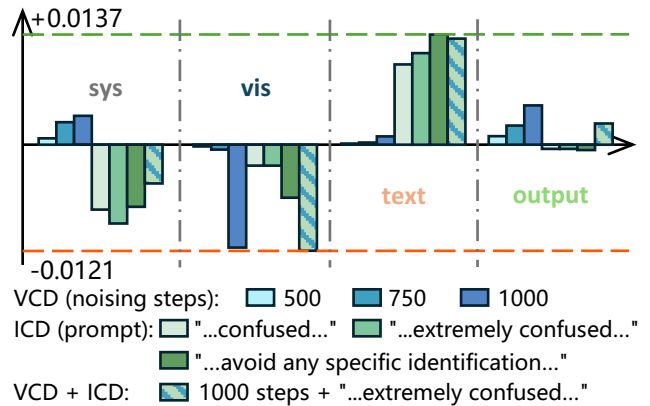 +0.0137
sys vis
text output
-0.0121
VCD (noising steps): 500 750 1000
ICD (prompt): "...confused..." "...extremely confused..."
"...avoid any specific identification..."
VCD + ICD: 1000 steps + "...extremely confused..."